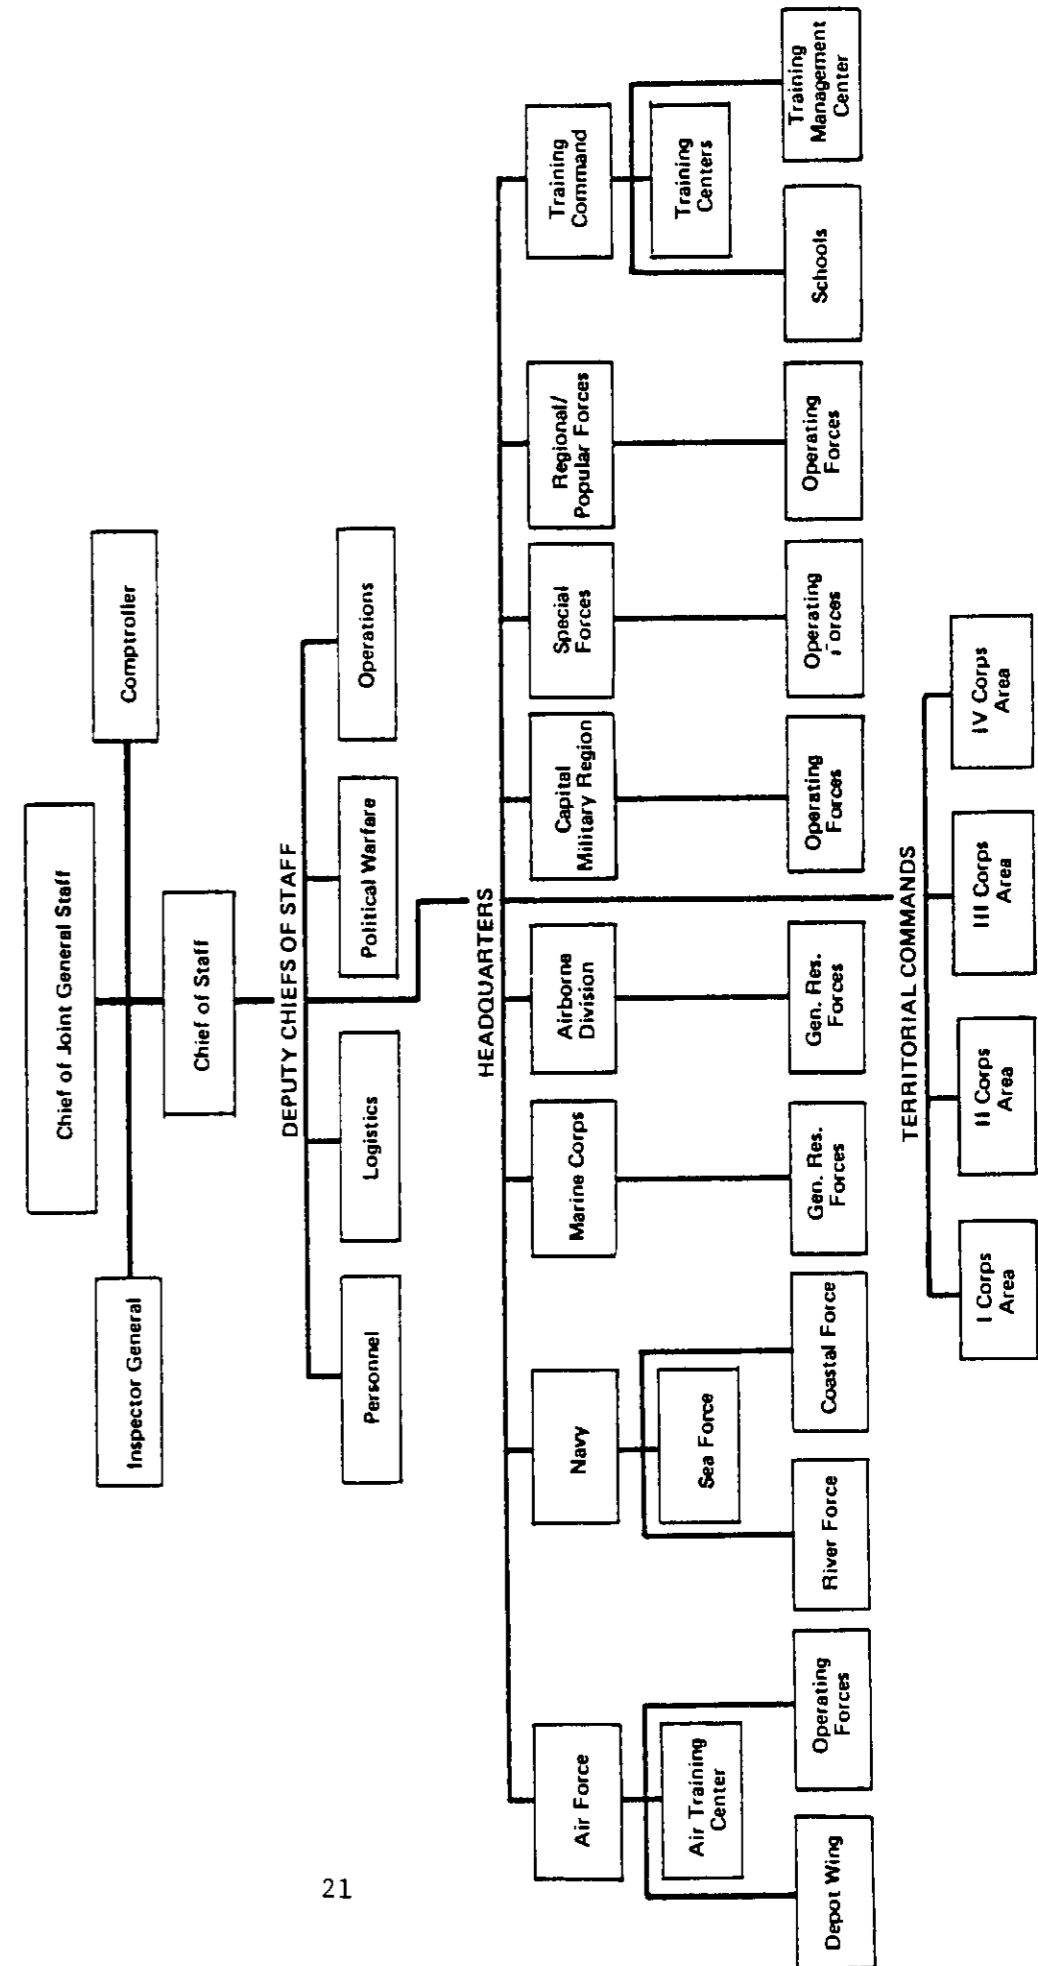 Chief of Joint General Staff
Inspector General
Comptroller
Chief of Staff
DEPUTY CHIEFS OF STAFF
Personnel
Logistics
Political Warfare
Operations
HEADQUARTERS
Air Force
Navy
Marine Corps
Airborne
Division
Capital
Military Region
Special
Forces
Regional/
Popular Forces
Training
Command
Air Training
Center
Sea Force
Training
Centers
Depot Wing
Operating
Forces
River Force
Coastal Force
Gen. Res.
Forces
Gen. Res.
Forces
Operating
Forces
Operating
Forces
Operating
Forces
Schools
Training
Management
Center
TERRITORIAL COMMANDS
I Corps
Area
II Corps
Area
III Corps
Area
IV Corps
Area
21